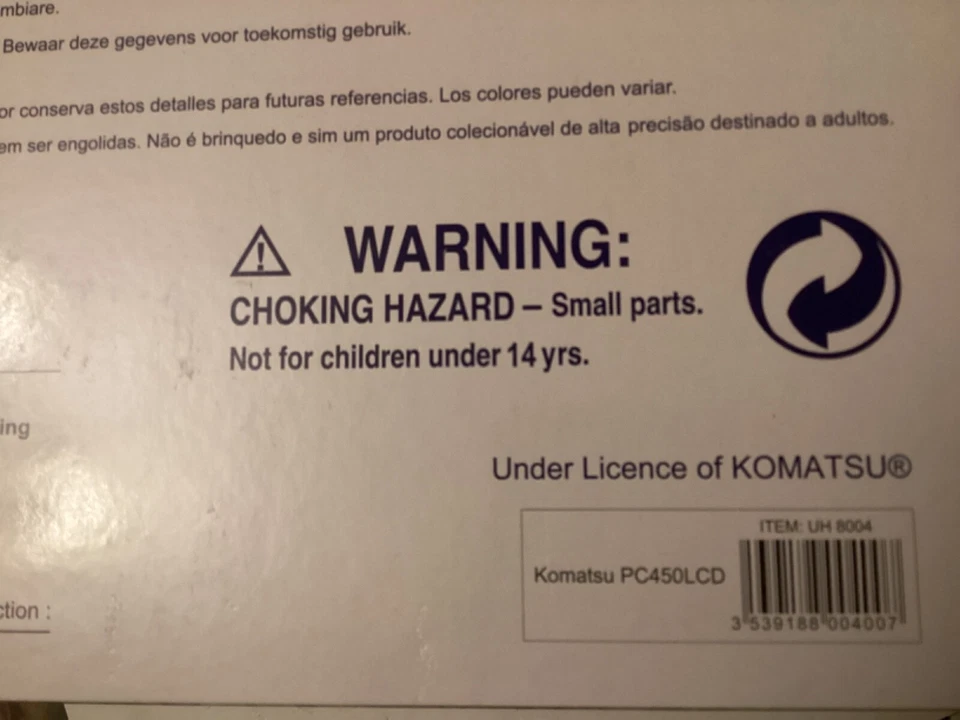 mbiare.
Bewaar deze gegevens voor toekomstig gebruik.
or conserva estos detalles para futuras referencias. Los colores pueden variar.
em ser engolidas. Não é brinquedo e sim um produto colecionável de alta precisão destinado a adultos.
WARNING:
CHOKING HAZARD – Small parts.
Not for children under 14 yrs.
ing
Under Licence of KOMATSU®
ITEM: UH 8004
Komatsu PC450LCD
3 539188 004007
ction :